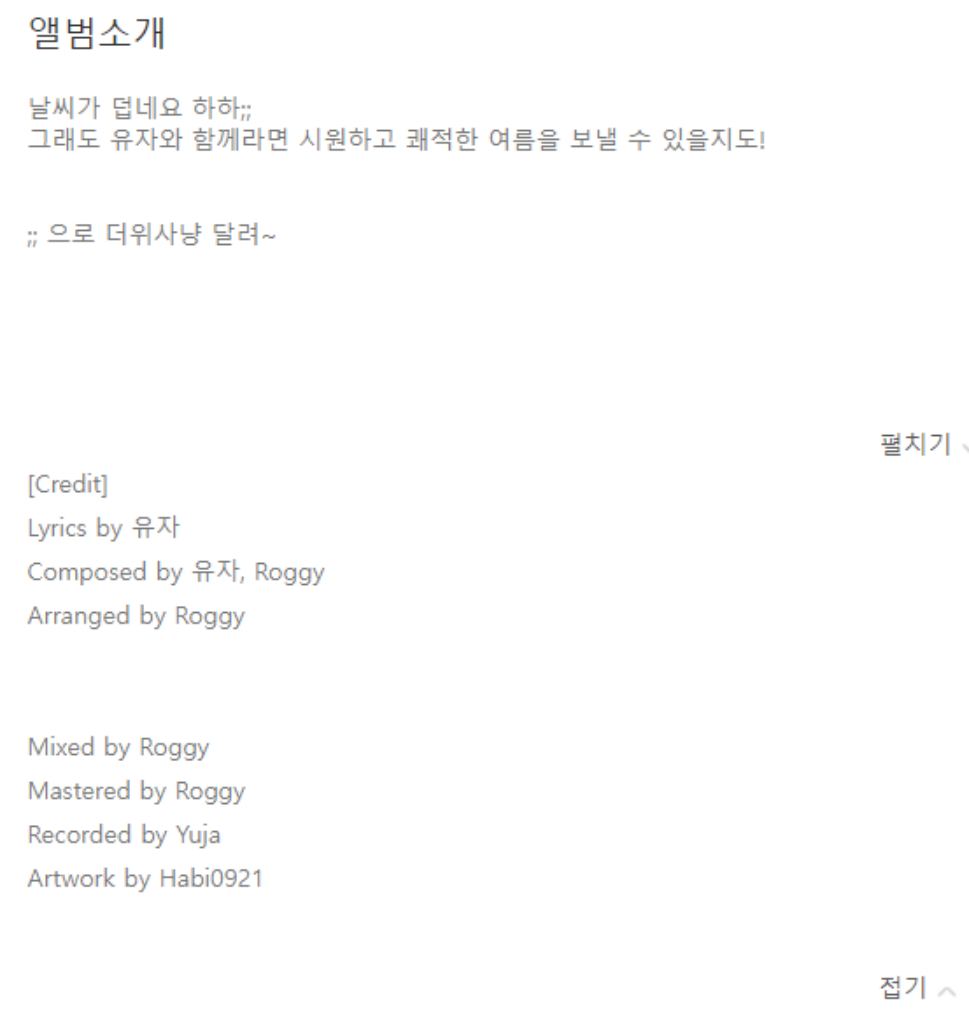 앨범소개
날씨가 덥네요 하하;;
그래도 유자와 함께라면 시원하고 쾌적한 여름을 보낼 수 있을지도!
;; 으로 더위사냥 달려~
펼치기
[Credit]
Lyrics by 유자
Composed by 유자, Roggy
Arranged by Roggy
Mixed by Roggy
Mastered by Roggy
Recorded by Yuja
Artwork by Habi0921
접기